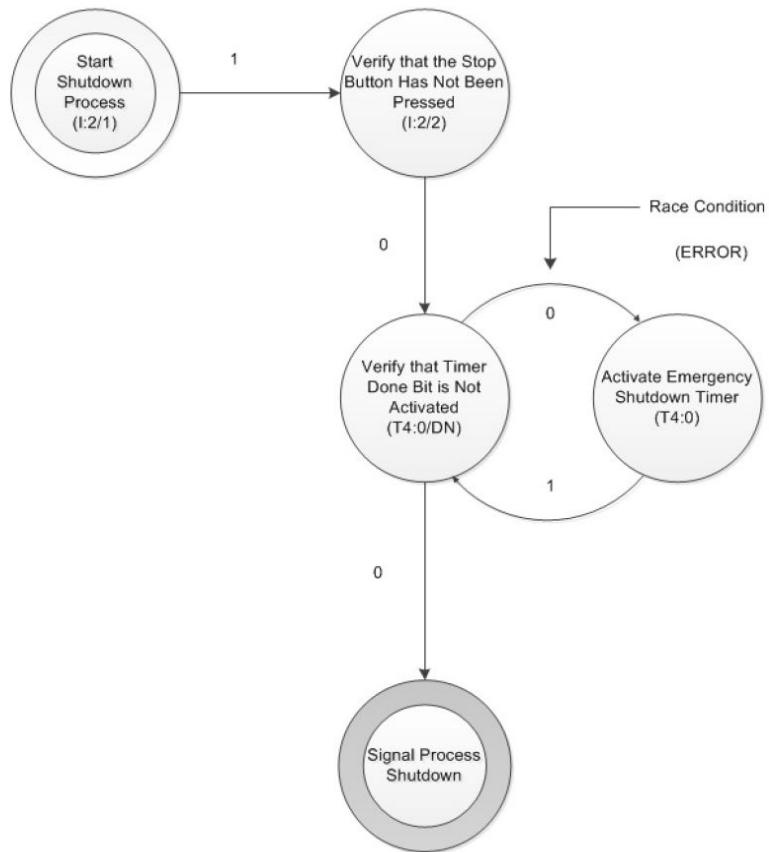 Start
Shutdown
Process
(I:2/1)
1
Verify that the Stop
Button Has Not Been
Pressed
(I:2/2)
0
Race Condition
(ERROR)
0
Verify that Timer
Done Bit is Not
Activated
(T4:0/DN)
Activate Emergency
Shutdown Timer
(T4:0)
1
0
Signal Process
Shutdown